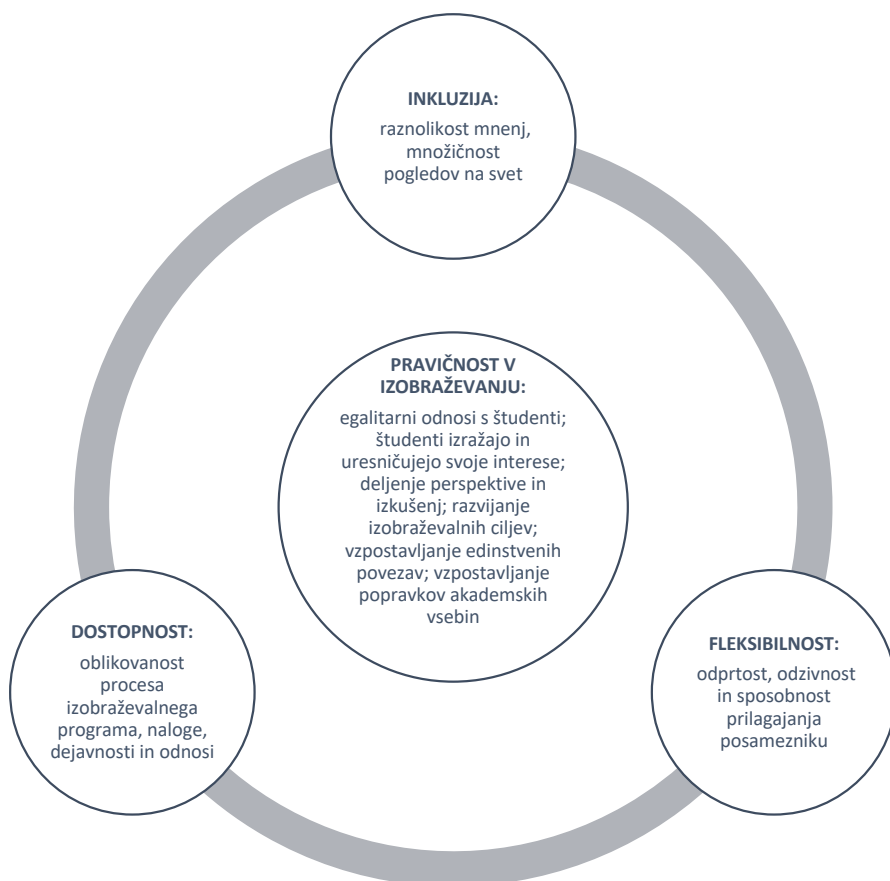 INKLUZIJA:
raznolikost mnenj,
množičnost
pogledov na svet
PRAVIČNOST V
IZOBRAŽEVANJU:
egalitarni odnosi s študenti;
študenti izražajo in
uresničujejo svoje interese;
deljenje perspektive in
izkušenj; razvijanje
izobraževalnih ciljev;
vzpostavljanje edinstvenih
povezav; vzpostavljanje
popravkov akademskih
vsebin
DOSTOPNOST:
oblikovanost
procesa
izobraževalnega
programa, naloge,
dejavnosti in odnosi
FLEKSIBILNOST:
odprtost, odzivnost
in sposobnost
prilagajanja
posamezniku